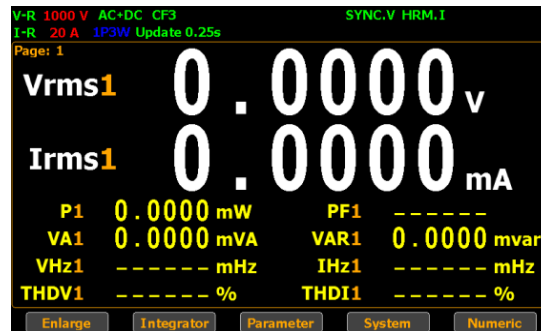 V-R 1000 V AC+DC CF3 SYNC.V HRM.I
I-R 20 A 1P3W Update 0.25s
Page: 1
Vrms1 0.0000 V
Irms1 0.0000 mA
P1 0.0000 mW PF1 ------
VA1 0.0000 mVA VAR1 0.0000 mvar
VHz1 ------ mHz IHz1 ------ mHz
THDV1 ------ % THDI1 ------ %
Enlarge Integrator Parameter System Numeric